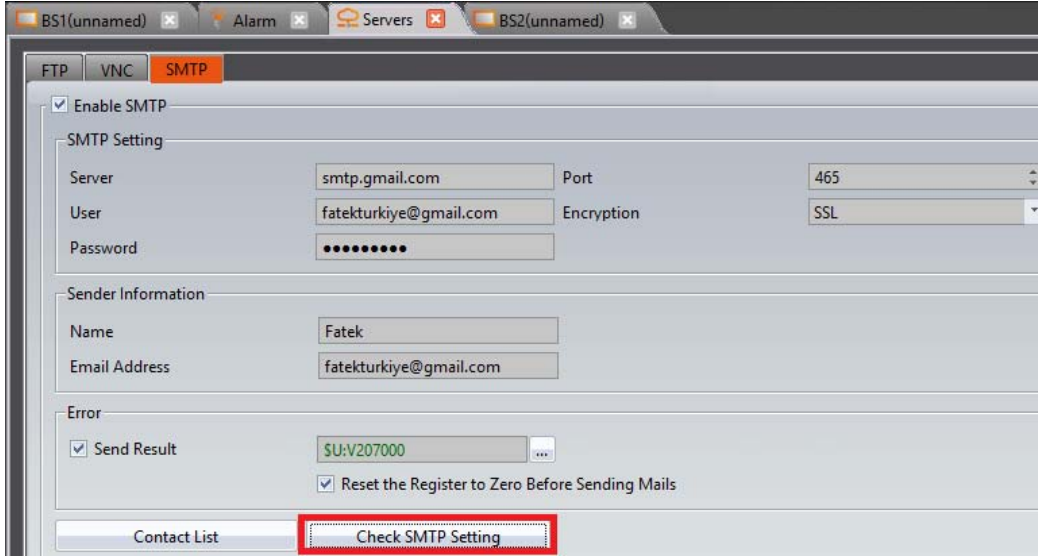 BS1(unnamed) Alarm Servers BS2(unnamed)
FTP VNC SMTP
Enable SMTP
SMTP Setting
Server smtp.gmail.com Port 465
User fatekturkiye@gmail.com Encryption SSL
Password •••••••••
Sender Information
Name Fatek
Email Address fatekturkiye@gmail.com
Error
Send Result $U:V207000 ...
Reset the Register to Zero Before Sending Mails
Contact List Check SMTP Setting